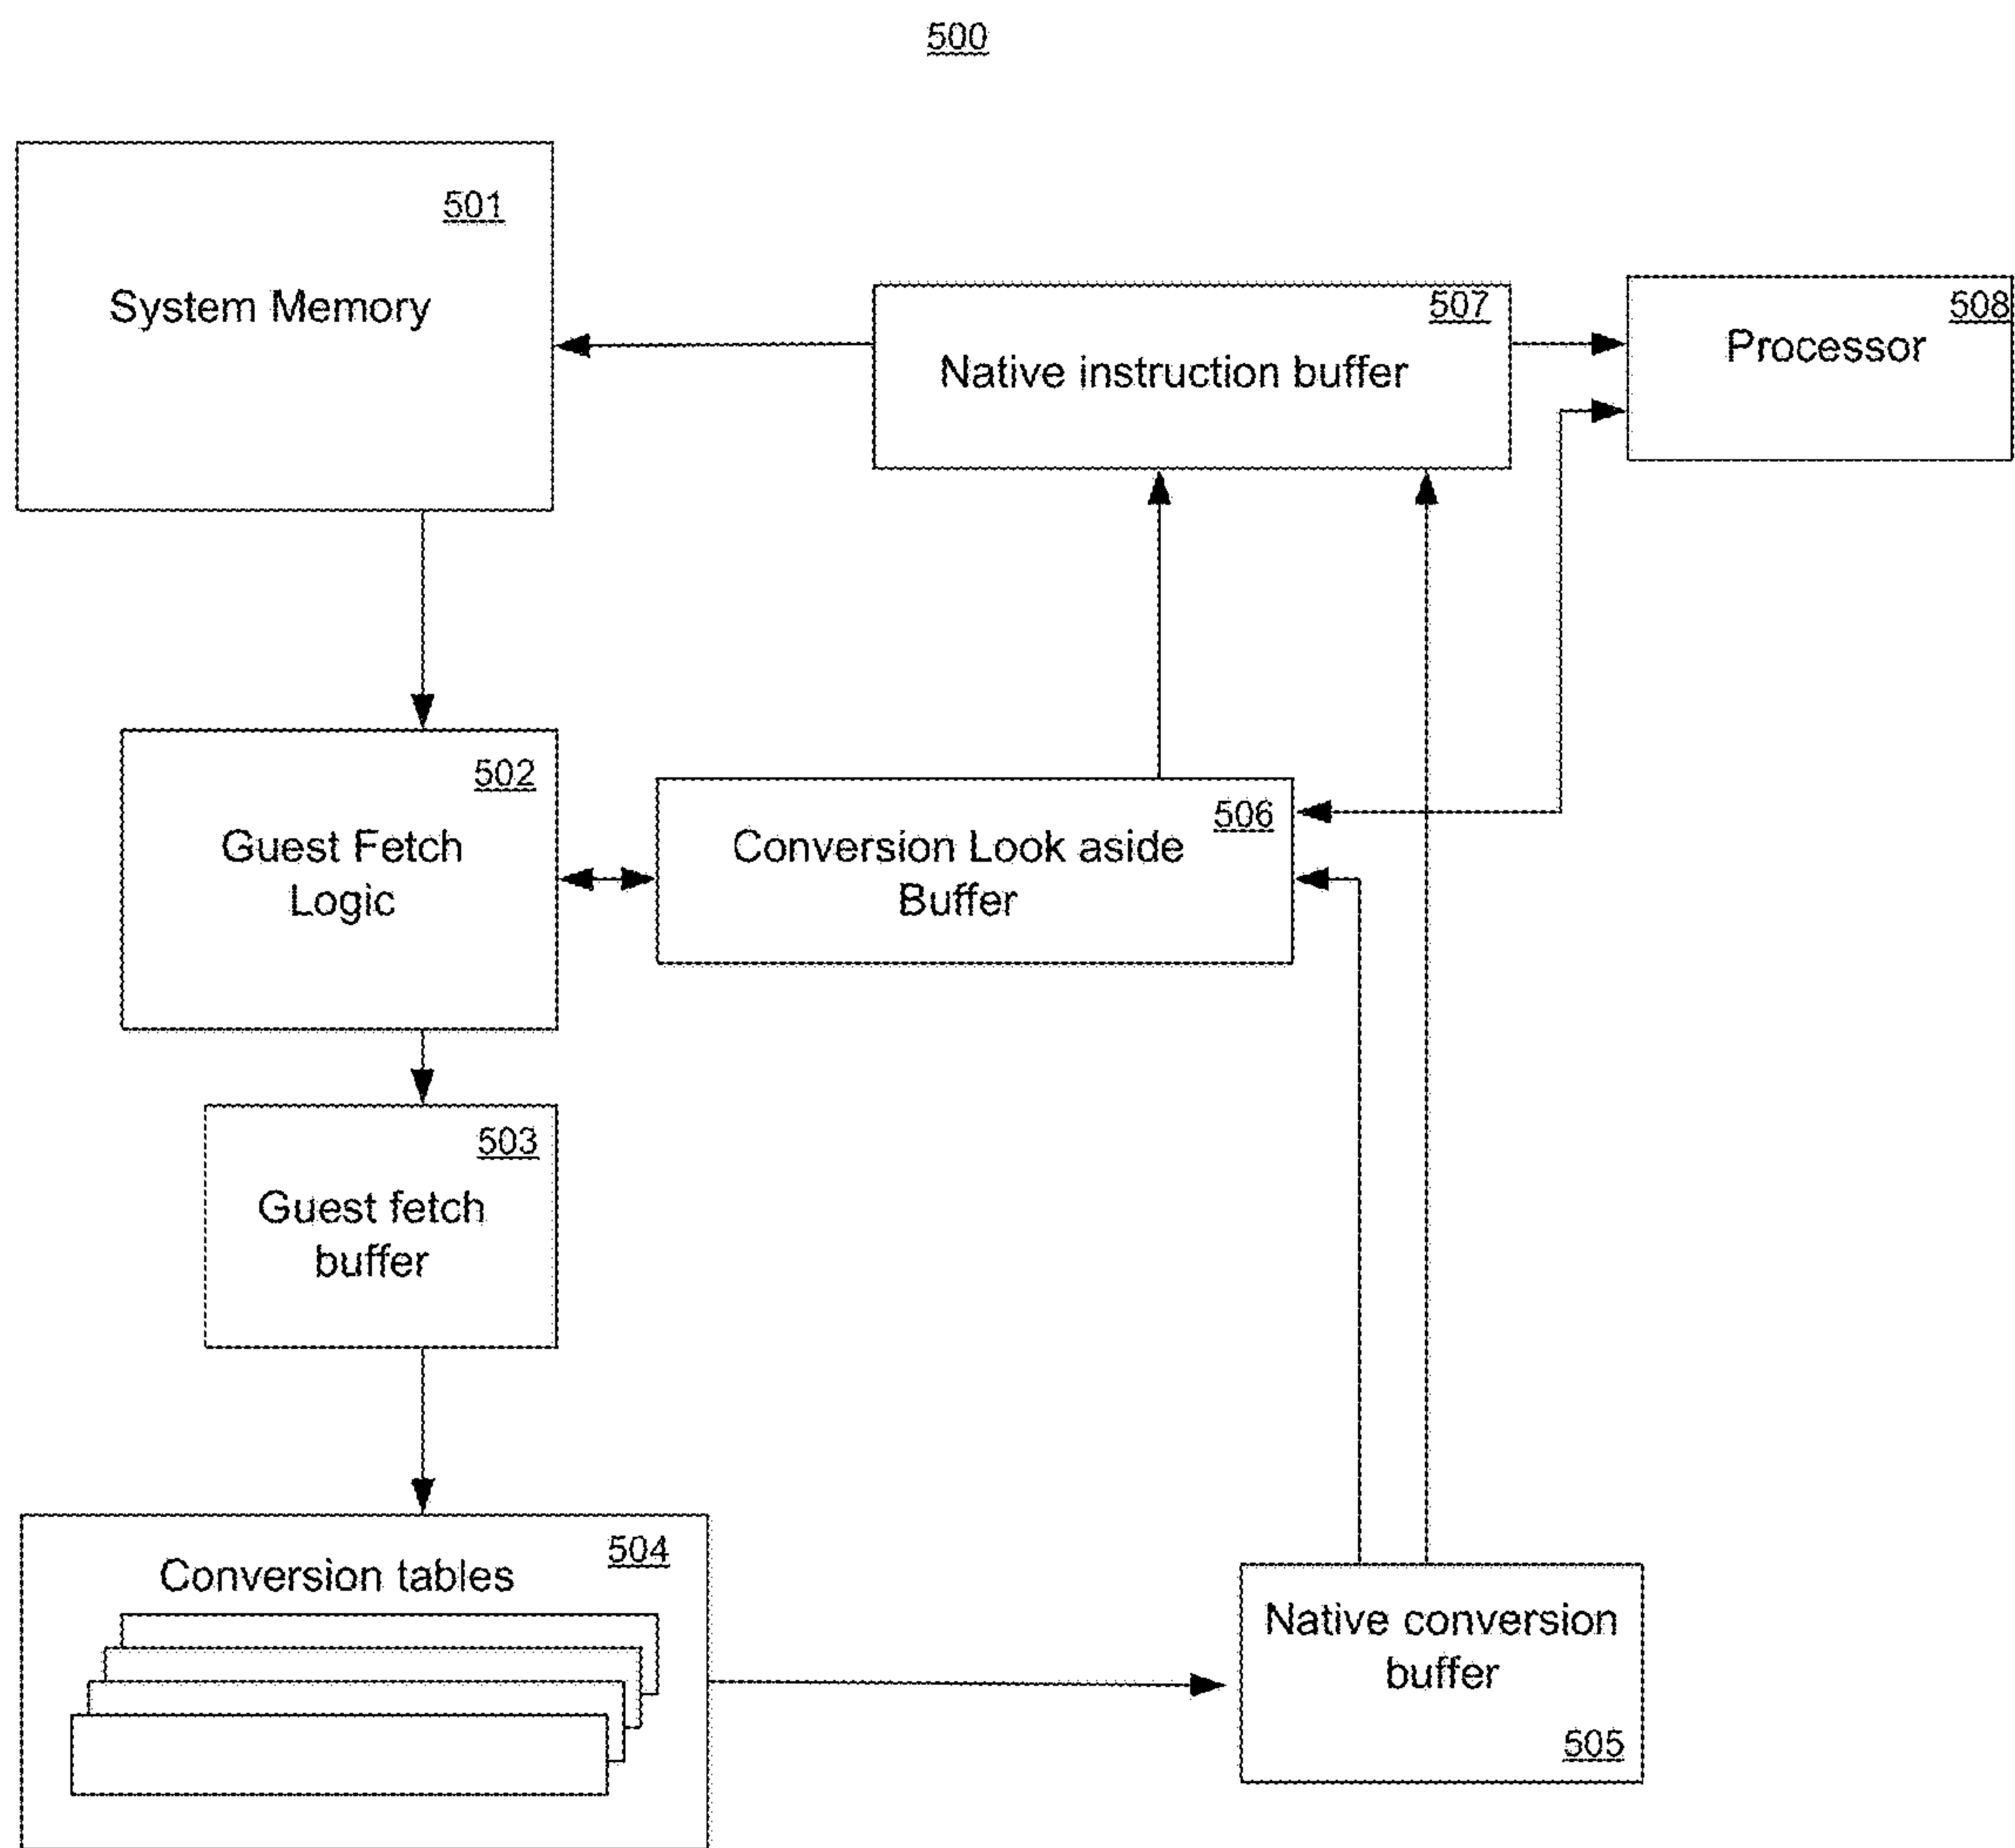 500
501
System Memory
507
Native instruction buffer
508
Processor
502
Guest Fetch
Logic
506
Conversion Look aside
Buffer
503
Guest fetch
buffer
504
Conversion tables
Native conversion
buffer
505